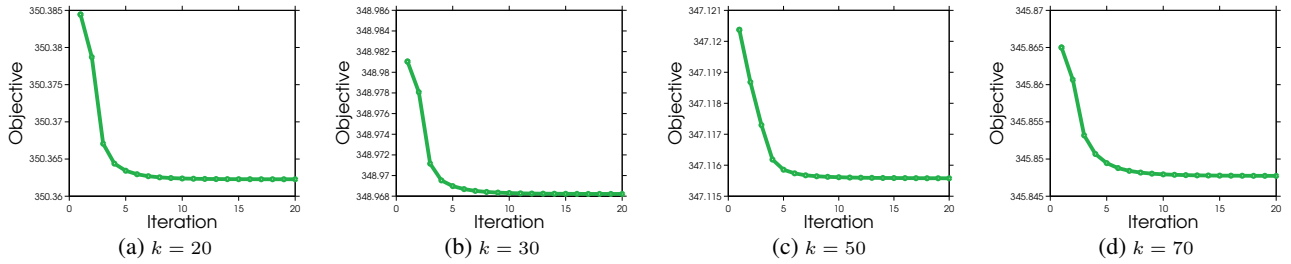 350.385
350.38
350.375
350.37
350.365
350.36
Objective
0 5 10 15 20
Iteration
(a) k = 20
348.986
348.984
348.982
348.98
348.978
348.976
348.974
348.972
348.97
348.968
Objective
0 5 10 15 20
Iteration
(b) k = 30
347.121
347.12
347.119
347.118
347.117
347.116
347.115
Objective
0 5 10 15 20
Iteration
(c) k = 50
345.87
345.865
345.86
345.855
345.85
345.845
Objective
0 5 10 15 20
Iteration
(d) k = 70